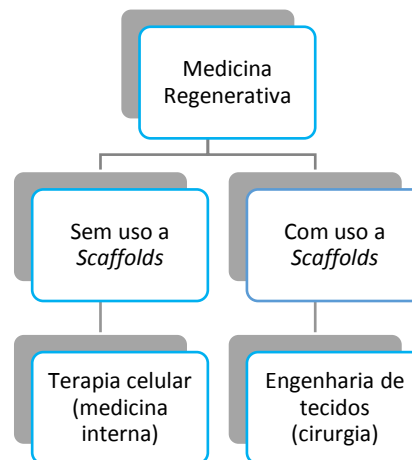 Medicina
Regenerativa
Sem uso a
Scaffolds
Com uso a
Scaffolds
Terapia celular
(medicina
interna)
Engenharia de
tecidos
(cirurgia)